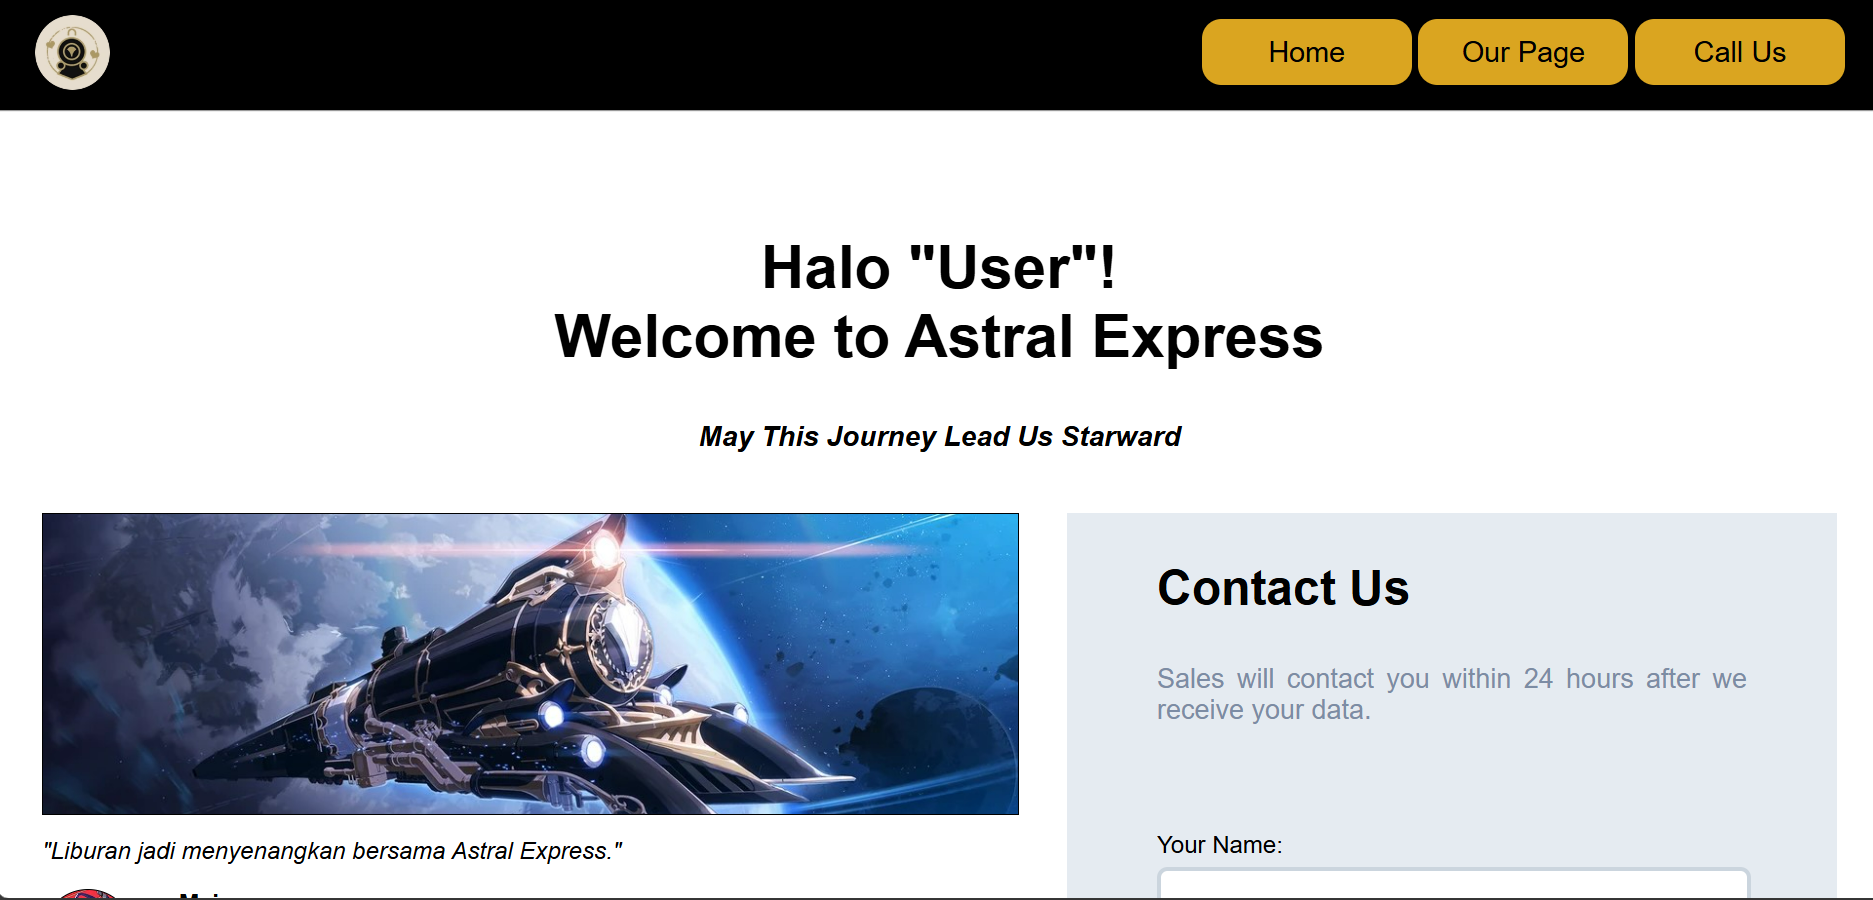 Home
Our Page
Call Us
Halo "User"!
Welcome to Astral Express
May This Journey Lead Us Starward
"Liburan jadi menyenangkan bersama Astral Express."
Contact Us
Sales will contact you within 24 hours after we
receive your data.
Your Name: